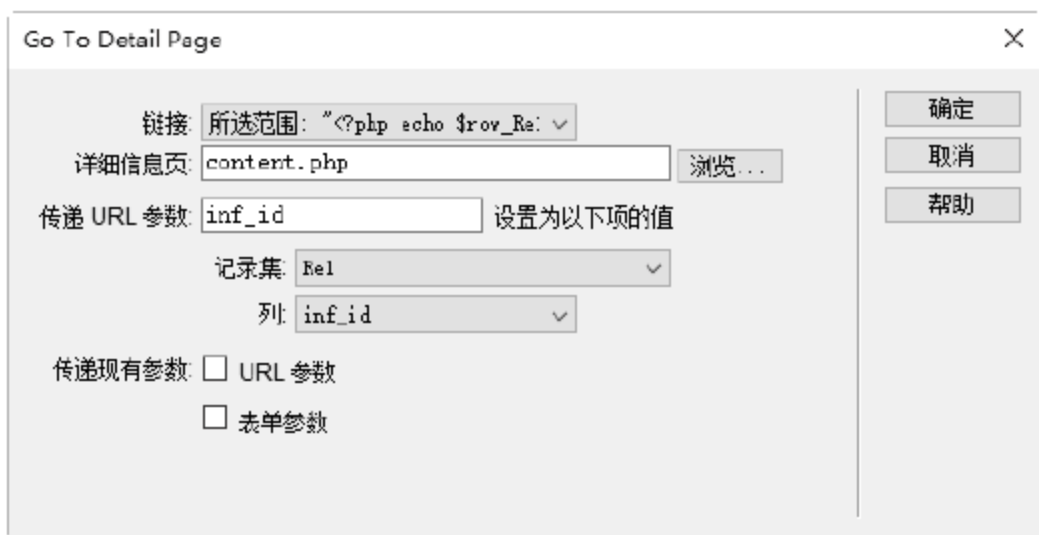 Go To Detail Page
链接: 所选范围: "<?php echo $row_Re1
详细信息页: content.php 浏览...
传递 URL 参数: inf_id 设置为以下项的值
记录集: Re1
列: inf_id
传递现有参数: URL 参数
表单参数
确定
取消
帮助